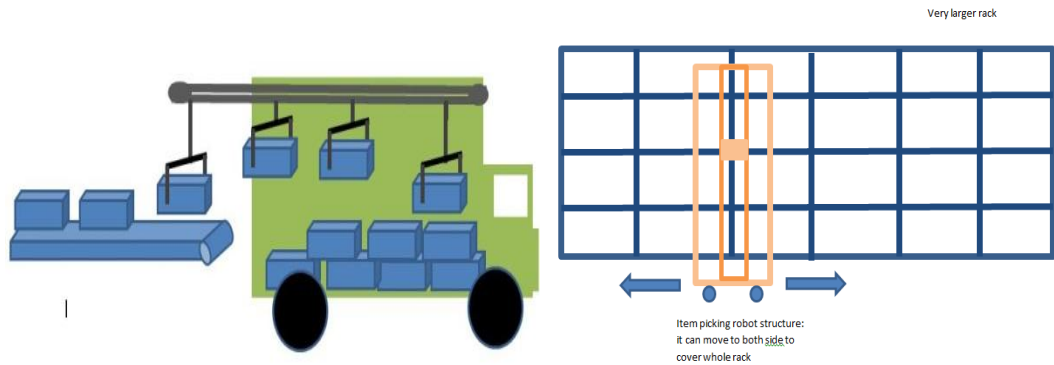 Very larger rack
Item picking robot structure:
it can move to both side to
cover whole rack